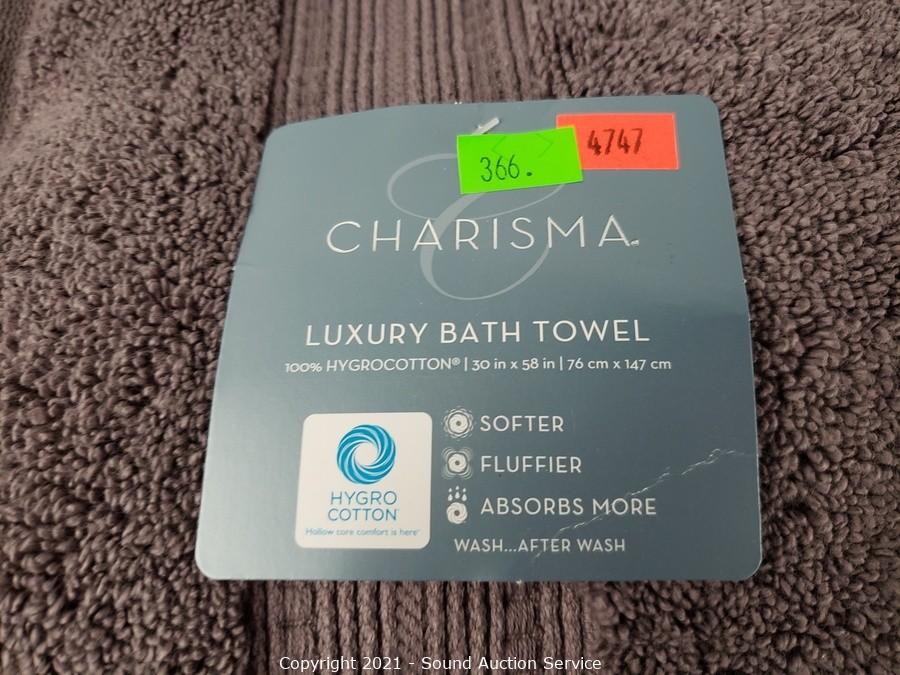 366.
4747
CHARISMA
LUXURY BATH TOWEL
100% HYGROCOTTON® | 30 in x 58 in | 76 cm x 147 cm
SOFTER
FLUFFIER
ABSORBS MORE
WASH...AFTER WASH
HYGRO
COTTON
Hollow core comfort is here
Copyright 2021 - Sound Auction Service